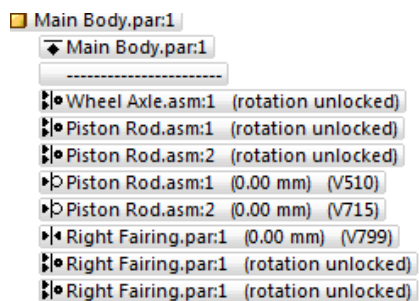 Main Body.par:1
Main Body.par:1
----------------------
Wheel Axle.asm:1 (rotation unlocked)
Piston Rod.asm:1 (rotation unlocked)
Piston Rod.asm:2 (rotation unlocked)
Piston Rod.asm:1 (0.00 mm) (V510)
Piston Rod.asm:2 (0.00 mm) (V715)
Right Fairing.par:1 (0.00 mm) (V799)
Right Fairing.par:1 (rotation unlocked)
Right Fairing.par:1 (rotation unlocked)